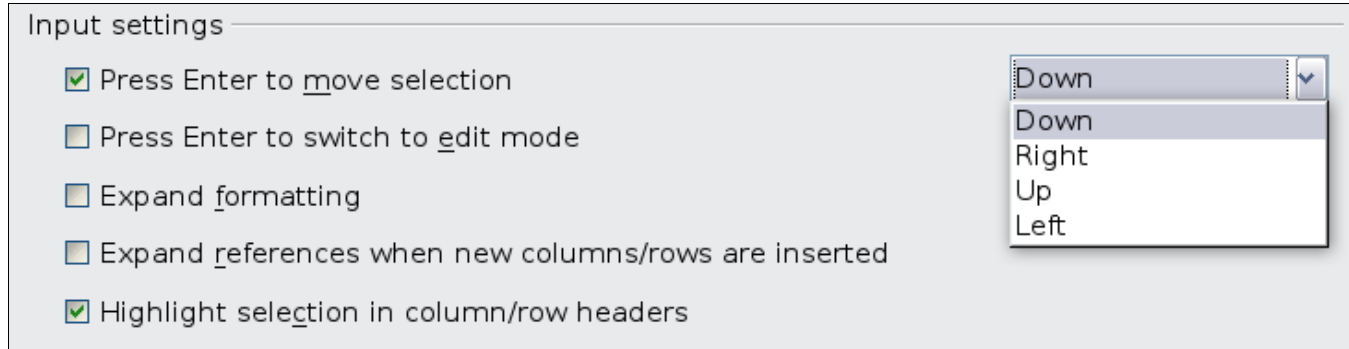 Input settings
Press Enter to move selection
Down
Down
Right
Up
Left
Press Enter to switch to edit mode
Expand formatting
Expand references when new columns/rows are inserted
Highlight selection in column/row headers